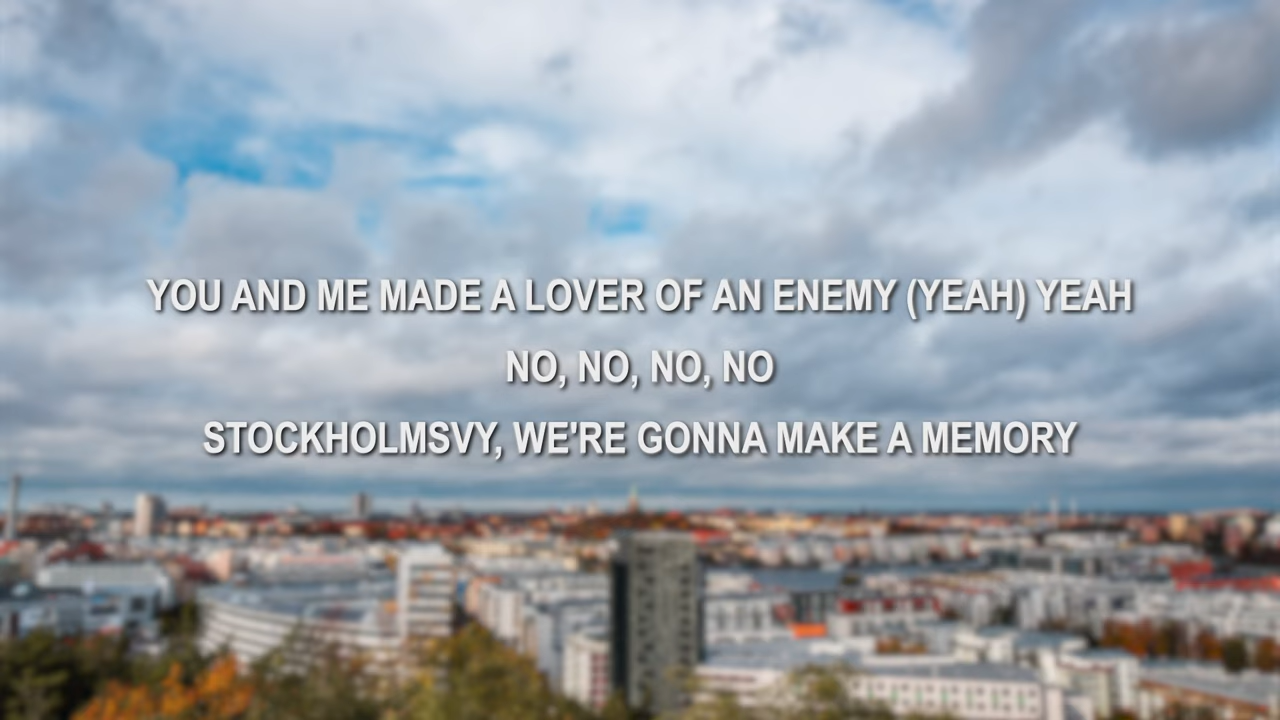 YOU AND ME MADE A LOVER OF AN ENEMY (YEAH) YEAH
NO, NO, NO, NO
STOCKHOLMSVY, WE'RE GONNA MAKE A MEMORY